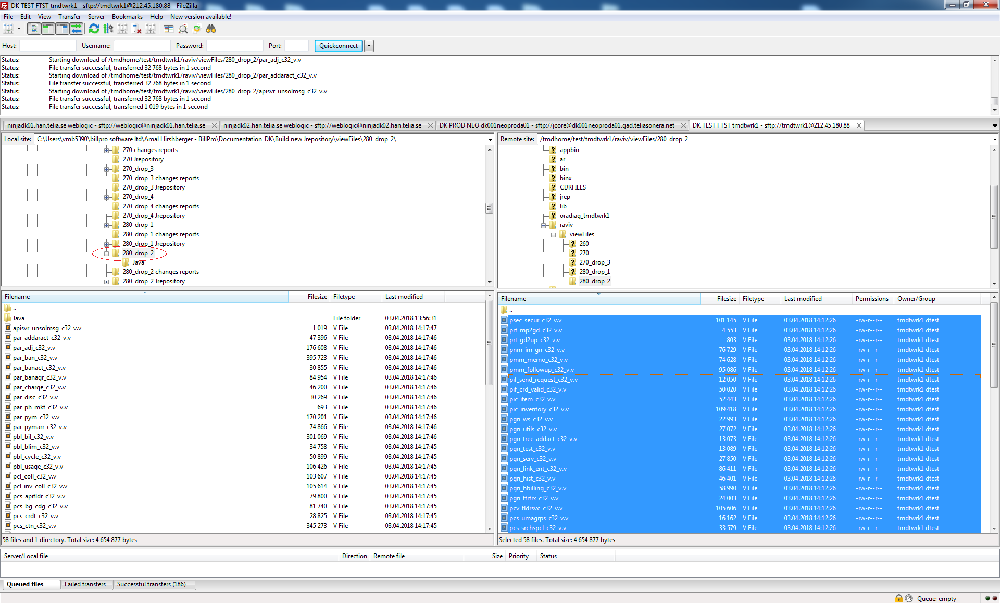 DK TEST FTST tmdtwrk1 - sftp://tmdtwrk1@212.45.180.88 - FileZilla
File Edit View Transfer Server Bookmarks Help New version available!
Host: Username: Password: Port: Quickconnect
Status: Starting download of /tmdhome/test/tmdtwrk1/raviv/viewFiles/280_drop_2/par_adj_c32_v.v
Status: File transfer successful, transferred 32 768 bytes in 1 second
Status: Starting download of /tmdhome/test/tmdtwrk1/raviv/viewFiles/280_drop_2/par_addaract_c32_v.v
Status: File transfer successful, transferred 32 768 bytes in 1 second
Status: Starting download of /tmdhome/test/tmdtwrk1/raviv/viewFiles/280_drop_2/apisvr_unsolmsg_c32_v.v
Status: File transfer successful, transferred 32 768 bytes in 1 second
Status: File transfer successful, transferred 1 019 bytes in 1 second
ninjadk01.han.telia.se weblogic - sftp://weblogic@ninjadk01.han.telia.se ninjadk02.han.telia.se weblogic - sftp://weblogic@ninjadk02.han.telia.se DK PROD NEO dk001neoproda01 - sftp://jcore@dk001neoproda01.gad.teliasonera.net DK TEST FTST tmdtwrk1 - sftp://tmdtwrk1@212.45.180.88
Local site: C:\Users\vmb5390\billpro software ltd\Amal Hirshberger - BillPro\Documentation_DK\Build new Jrepository\viewFiles\280_drop_2\
270 changes reports
270 Jrepository
270_drop_3
270_drop_3 changes reports
270_drop_3 Jrepository
270_drop_4
270_drop_4 changes reports
270_drop_4 Jrepository
280_drop_1
280_drop_1 changes reports
280_drop_1 Jrepository
280_drop_2
Java
280_drop_2 changes reports
280_drop_2 Jrepository
Filename Filesize Filetype Last modified
..
Java File folder 03.04.2018 13:56:31
apisvr_unsolmsg_c32_v.v 1 019 V File 03.04.2018 14:17:47
par_addaract_c32_v.v 47 396 V File 03.04.2018 14:17:46
par_adj_c32_v.v 176 608 V File 03.04.2018 14:17:46
par_ban_c32_v.v 395 723 V File 03.04.2018 14:17:46
par_banact_c32_v.v 30 855 V File 03.04.2018 14:17:46
par_banagr_c32_v.v 84 954 V File 03.04.2018 14:17:46
par_charge_c32_v.v 46 200 V File 03.04.2018 14:17:46
par_disc_c32_v.v 30 269 V File 03.04.2018 14:17:46
par_ph_mkt_c32_v.v 693 V File 03.04.2018 14:17:46
par_pym_c32_v.v 170 201 V File 03.04.2018 14:17:46
par_pymarr_c32_v.v 74 866 V File 03.04.2018 14:17:46
pbl_bil_c32_v.v 301 069 V File 03.04.2018 14:17:46
pbl_blim_c32_v.v 34 758 V File 03.04.2018 14:17:45
pbl_cycle_c32_v.v 50 899 V File 03.04.2018 14:17:45
pbl_usage_c32_v.v 106 426 V File 03.04.2018 14:17:45
pcl_coll_c32_v.v 103 607 V File 03.04.2018 14:17:45
pcl_inv_coll_c32_v.v 105 614 V File 03.04.2018 14:17:45
pcs_apifldr_c32_v.v 79 800 V File 03.04.2018 14:17:45
pcs_bg_cdg_c32_v.v 81 740 V File 03.04.2018 14:17:45
pcs_crdt_c32_v.v 28 825 V File 03.04.2018 14:17:45
pcs_ctn_c32_v.v 345 273 V File 03.04.2018 14:17:45
58 files and 1 directory. Total size: 4 654 877 bytes
Remote site: /tmdhome/test/tmdtwrk1/raviv/viewFiles/280_drop_2
appbin
ar
bin
binx
CDRFILES
jrep
lib
oradiag_tmdtwrk1
raviv
viewFiles
260
270
270_drop_3
280_drop_1
280_drop_2
Filename Filesize Filetype Last modified Permissions Owner/Group
..
psec_secur_c32_v.v 101 145 V File 03.04.2018 14:12:26 -rw-r--r-- tmdtwrk1 dtest
prt_mp2gd_c32_v.v 4 553 V File 03.04.2018 14:12:26 -rw-r--r-- tmdtwrk1 dtest
prt_gd2up_c32_v.v 803 V File 03.04.2018 14:12:26 -rw-r--r-- tmdtwrk1 dtest
pnm_im_gn_c32_v.v 76 729 V File 03.04.2018 14:12:26 -rw-r--r-- tmdtwrk1 dtest
pmm_memo_c32_v.v 74 628 V File 03.04.2018 14:12:26 -rw-r--r-- tmdtwrk1 dtest
pmm_followup_c32_v.v 95 086 V File 03.04.2018 14:12:26 -rw-r--r-- tmdtwrk1 dtest
pif_send_request_c32_v.v 12 050 V File 03.04.2018 14:12:26 -rw-r--r-- tmdtwrk1 dtest
pif_crd_valid_c32_v.v 50 020 V File 03.04.2018 14:12:26 -rw-r--r-- tmdtwrk1 dtest
pic_item_c32_v.v 52 443 V File 03.04.2018 14:12:26 -rw-r--r-- tmdtwrk1 dtest
pic_inventory_c32_v.v 109 418 V File 03.04.2018 14:12:26 -rw-r--r-- tmdtwrk1 dtest
pgn_ws_c32_v.v 22 993 V File 03.04.2018 14:12:26 -rw-r--r-- tmdtwrk1 dtest
pgn_utils_c32_v.v 27 072 V File 03.04.2018 14:12:26 -rw-r--r-- tmdtwrk1 dtest
pgn_tree_addact_c32_v.v 13 073 V File 03.04.2018 14:12:26 -rw-r--r-- tmdtwrk1 dtest
pgn_test_c32_v.v 13 089 V File 03.04.2018 14:12:26 -rw-r--r-- tmdtwrk1 dtest
pgn_serv_c32_v.v 27 850 V File 03.04.2018 14:12:26 -rw-r--r-- tmdtwrk1 dtest
pgn_link_ent_c32_v.v 86 411 V File 03.04.2018 14:12:26 -rw-r--r-- tmdtwrk1 dtest
pgn_hist_c32_v.v 46 401 V File 03.04.2018 14:12:26 -rw-r--r-- tmdtwrk1 dtest
pgn_hbilling_c32_v.v 58 990 V File 03.04.2018 14:12:26 -rw-r--r-- tmdtwrk1 dtest
pgn_ftrtrx_c32_v.v 24 003 V File 03.04.2018 14:12:26 -rw-r--r-- tmdtwrk1 dtest
pcv_fldrsvc_c32_v.v 105 606 V File 03.04.2018 14:12:26 -rw-r--r-- tmdtwrk1 dtest
pcs_umagrps_c32_v.v 16 162 V File 03.04.2018 14:12:26 -rw-r--r-- tmdtwrk1 dtest
pcs_srchspcl_c32_v.v 33 579 V File 03.04.2018 14:12:26 -rw-r--r-- tmdtwrk1 dtest
Selected 58 files. Total size: 4 654 877 bytes
Server/Local file Direction Remote file Size Priority Status
Queued files Failed transfers Successful transfers (186)
Queue: empty